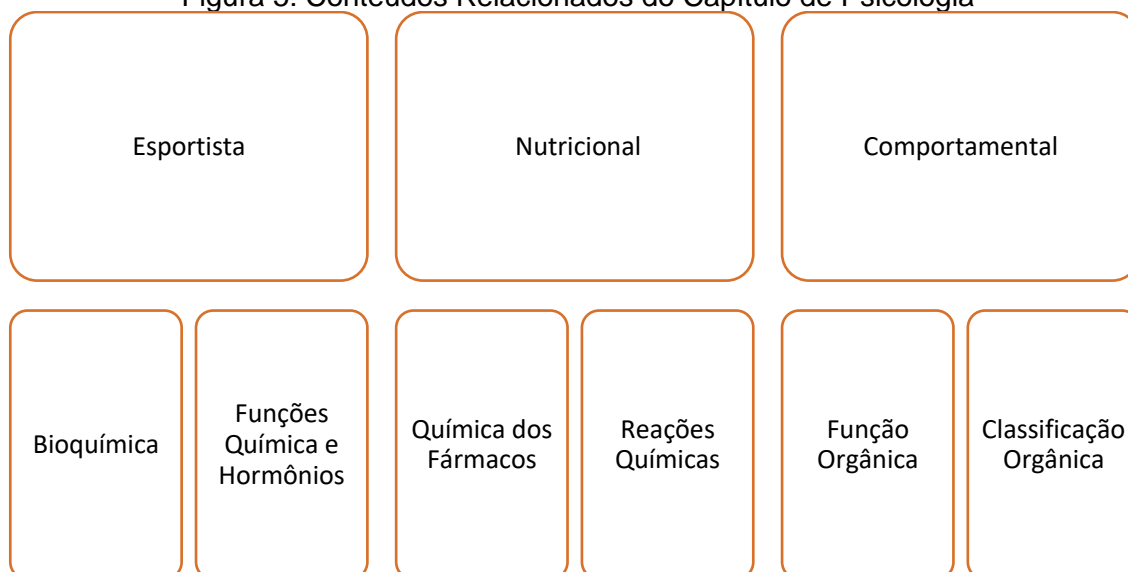 Figura 5: Conteúdos Relacionados do Capítulo de Psicologia
Esportista
Nutricional
Comportamental
Bioquímica
Funções
Química e
Hormônios
Química dos
Fármacos
Reações
Químicas
Função
Orgânica
Classificação
Orgânica